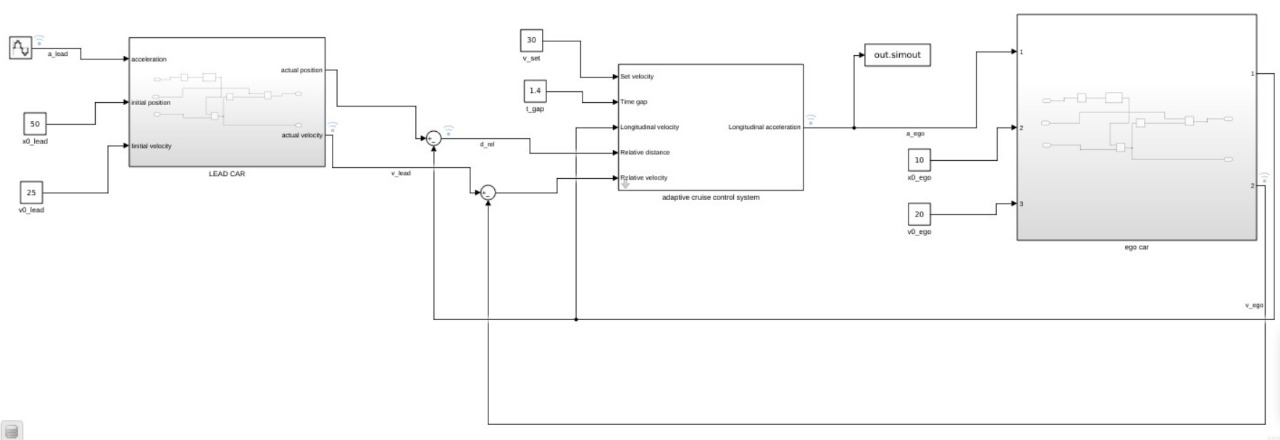 a_lead
50
x0_lead
25
v0_lead
acceleration
initial position
Iinitial velocity
actual position
actual velocity
LEAD CAR
v_lead
d_rel
30
v_set
1.4
t_gap
Set velocity
Time gap
Longitudinal velocity
Relative distance
Relative velocity
Longitudinal acceleration
adaptive cruise control system
out.simout
a_ego
10
x0_ego
20
v0_ego
1
2
3
1
2
ego car
v_ego